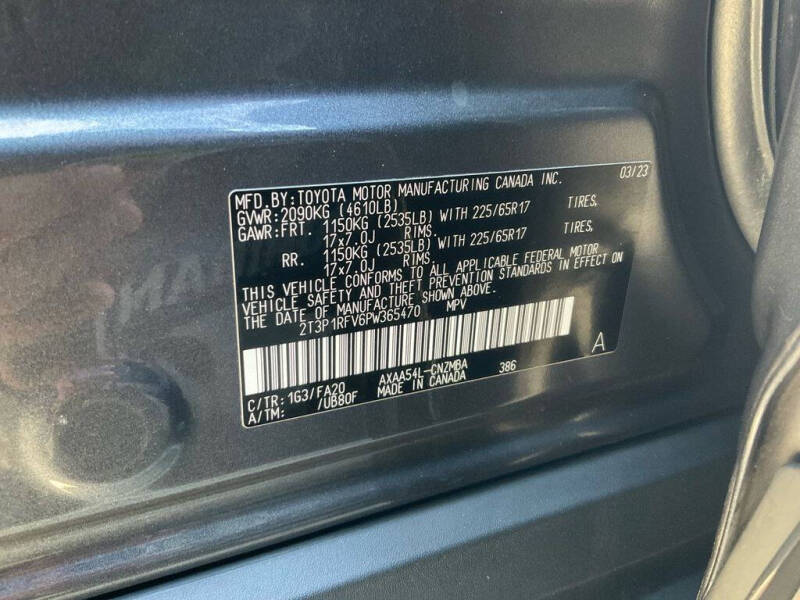 MFD.BY:TOYOTA MOTOR MANUFACTURING CANADA INC. 03/23
GVWR:2090KG (4610LB)
GAWR:FRT. 1150KG (2535LB) WITH 225/65R17 TIRES,
17x7.0J RIMS.
RR. 1150KG (2535LB) WITH 225/65R17 TIRES,
17x7.0J RIMS.
THIS VEHICLE CONFORMS TO ALL APPLICABLE FEDERAL MOTOR
VEHICLE SAFETY AND THEFT PREVENTION STANDARDS IN EFFECT ON
THE DATE OF MANUFACTURE SHOWN ABOVE.
2T3P1RFV6PW365470 MPV
A
C/TR: 1G3/FA20 AXAA54L-CNZMBA 386
A/TM: /UB80F MADE IN CANADA